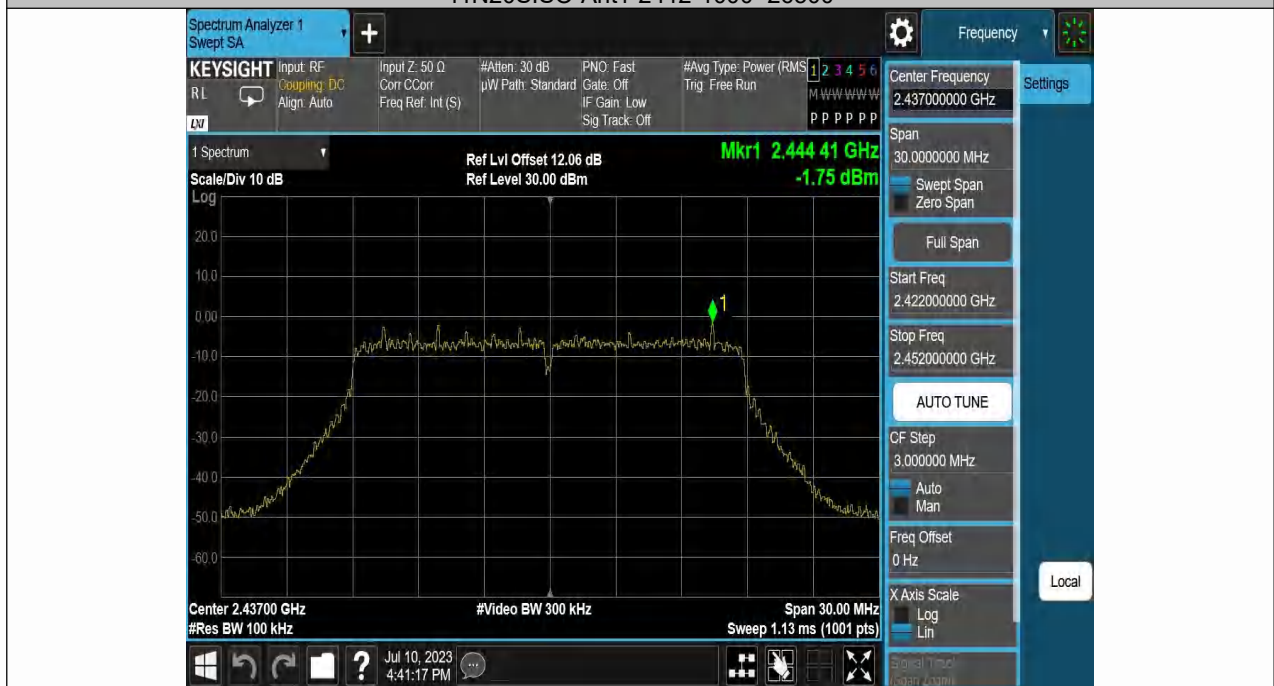 Spectrum Analyzer 1
Swept SA
+
Frequency
KEYSIGHT
RL
LXI
Input: RF
Coupling: DC
Align: Auto
Input Z: 50 Ω
Corr CCorr
Freq Ref: Int (S)
#Atten: 30 dB
µW Path: Standard
PNO: Fast
Gate: Off
IF Gain: Low
Sig Track: Off
#Avg Type: Power (RMS
Trig: Free Run
1 2 3 4 5 6
M W W W W W
P P P P P P
Center Frequency
2.437000000 GHz
Settings
1 Spectrum
Scale/Div 10 dB
Ref Lvl Offset 12.06 dB
Ref Level 30.00 dBm
Mkr1 2.444 41 GHz
-1.75 dBm
Span
30.0000000 MHz
Swept Span
Zero Span
Full Span
Start Freq
2.422000000 GHz
Stop Freq
2.452000000 GHz
AUTO TUNE
CF Step
3.000000 MHz
Auto
Man
Freq Offset
0 Hz
X Axis Scale
Log
Lin
Local
Log
20.0
10.0
0.00
-10.0
-20.0
-30.0
-40.0
-50.0
-60.0
1
Center 2.43700 GHz
#Res BW 100 kHz
#Video BW 300 kHz
Span 30.00 MHz
Sweep 1.13 ms (1001 pts)
?
Jul 10, 2023
4:41:17 PM
Signal Track
(Span Zoom)